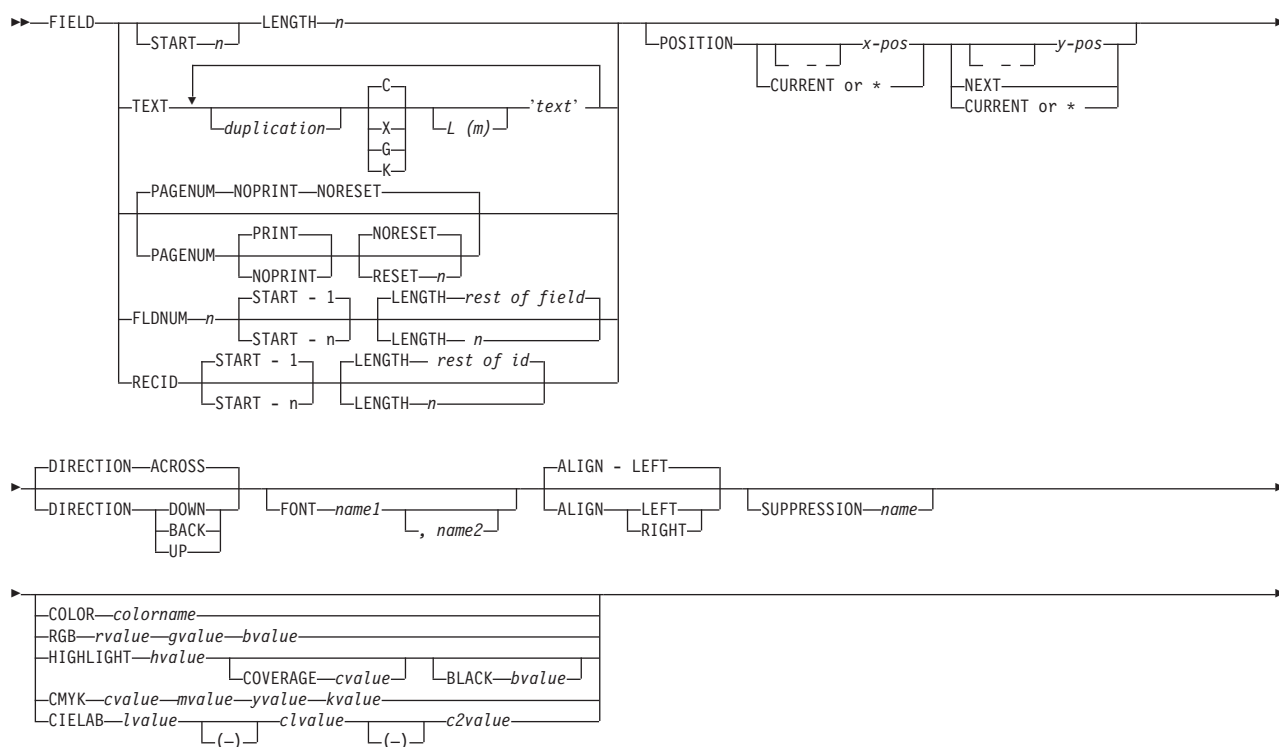 FIELD START n LENGTH n POSITION - x-pos - y-pos
CURRENT or * NEXT
CURRENT or *
TEXT duplication C L (m) 'text'
X
G
K
PAGENUM NOPRINT NORESET
PAGENUM PRINT NORESET
NOPRINT RESET n
FLDNUM n START - 1 LENGTH rest of field
START - n LENGTH n
RECID START - 1 LENGTH rest of id
START - n LENGTH n
DIRECTION ACROSS ALIGN - LEFT
DIRECTION DOWN FONT name1 , name2 ALIGN LEFT SUPPRESSION name
BACK RIGHT
UP
COLOR colorname
RGB rvalue gvalue bvalue
HIGHLIGHT hvalue COVERAGE cvalue BLACK bvalue
CMYK cvalue mvalue yvalue kvalue
CIELAB lvalue (-) c1value (-) c2value